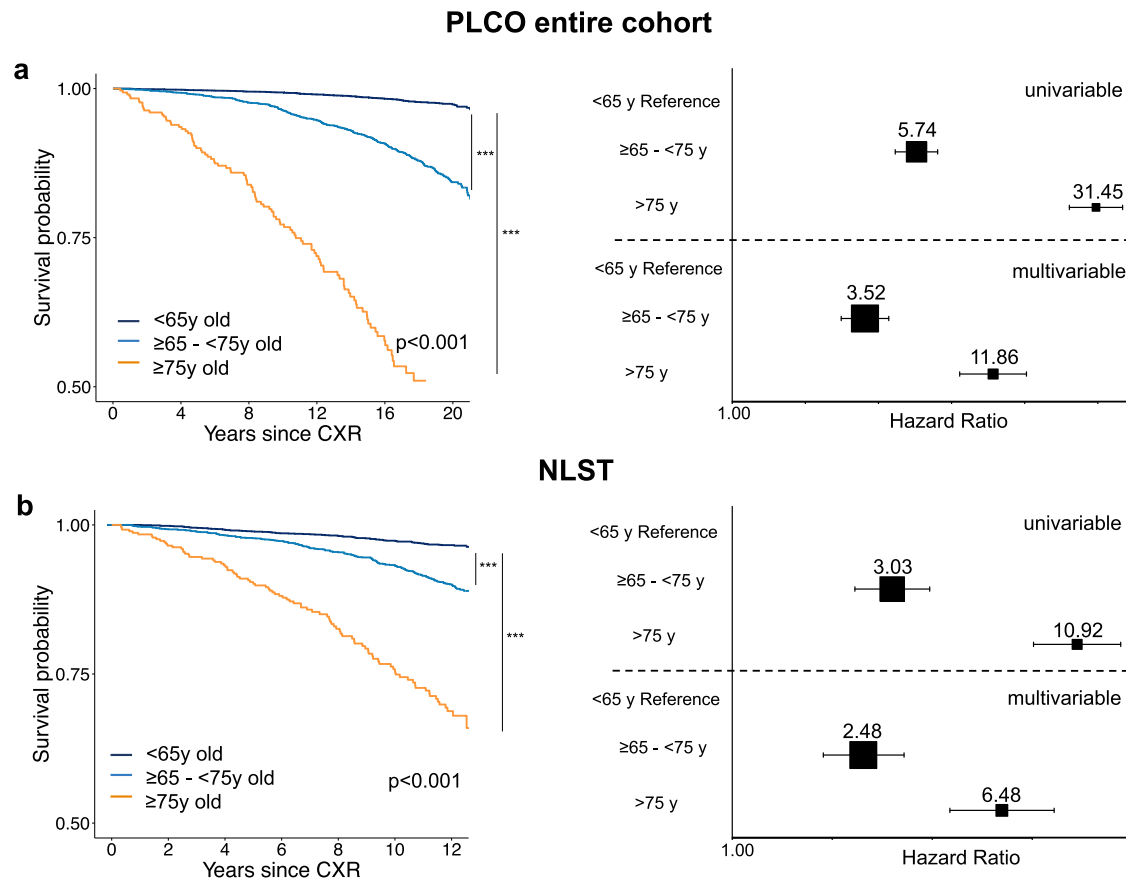 PLCO entire cohort
a
Survival probability
1.00
0.75
0.50
***
***
<65y old
≥65 - <75y old
≥75y old
p<0.001
0 4 8 12 16 20
Years since CXR
<65 y Reference
univariable
≥65 - <75 y
5.74
>75 y
31.45
<65 y Reference
multivariable
≥65 - <75 y
3.52
>75 y
11.86
1.00
Hazard Ratio
NLST
b
Survival probability
1.00
0.75
0.50
***
***
<65y old
≥65 - <75y old
≥75y old
p<0.001
0 2 4 6 8 10 12
Years since CXR
<65 y Reference
univariable
≥65 - <75 y
3.03
>75 y
10.92
<65 y Reference
multivariable
≥65 - <75 y
2.48
>75 y
6.48
1.00
Hazard Ratio